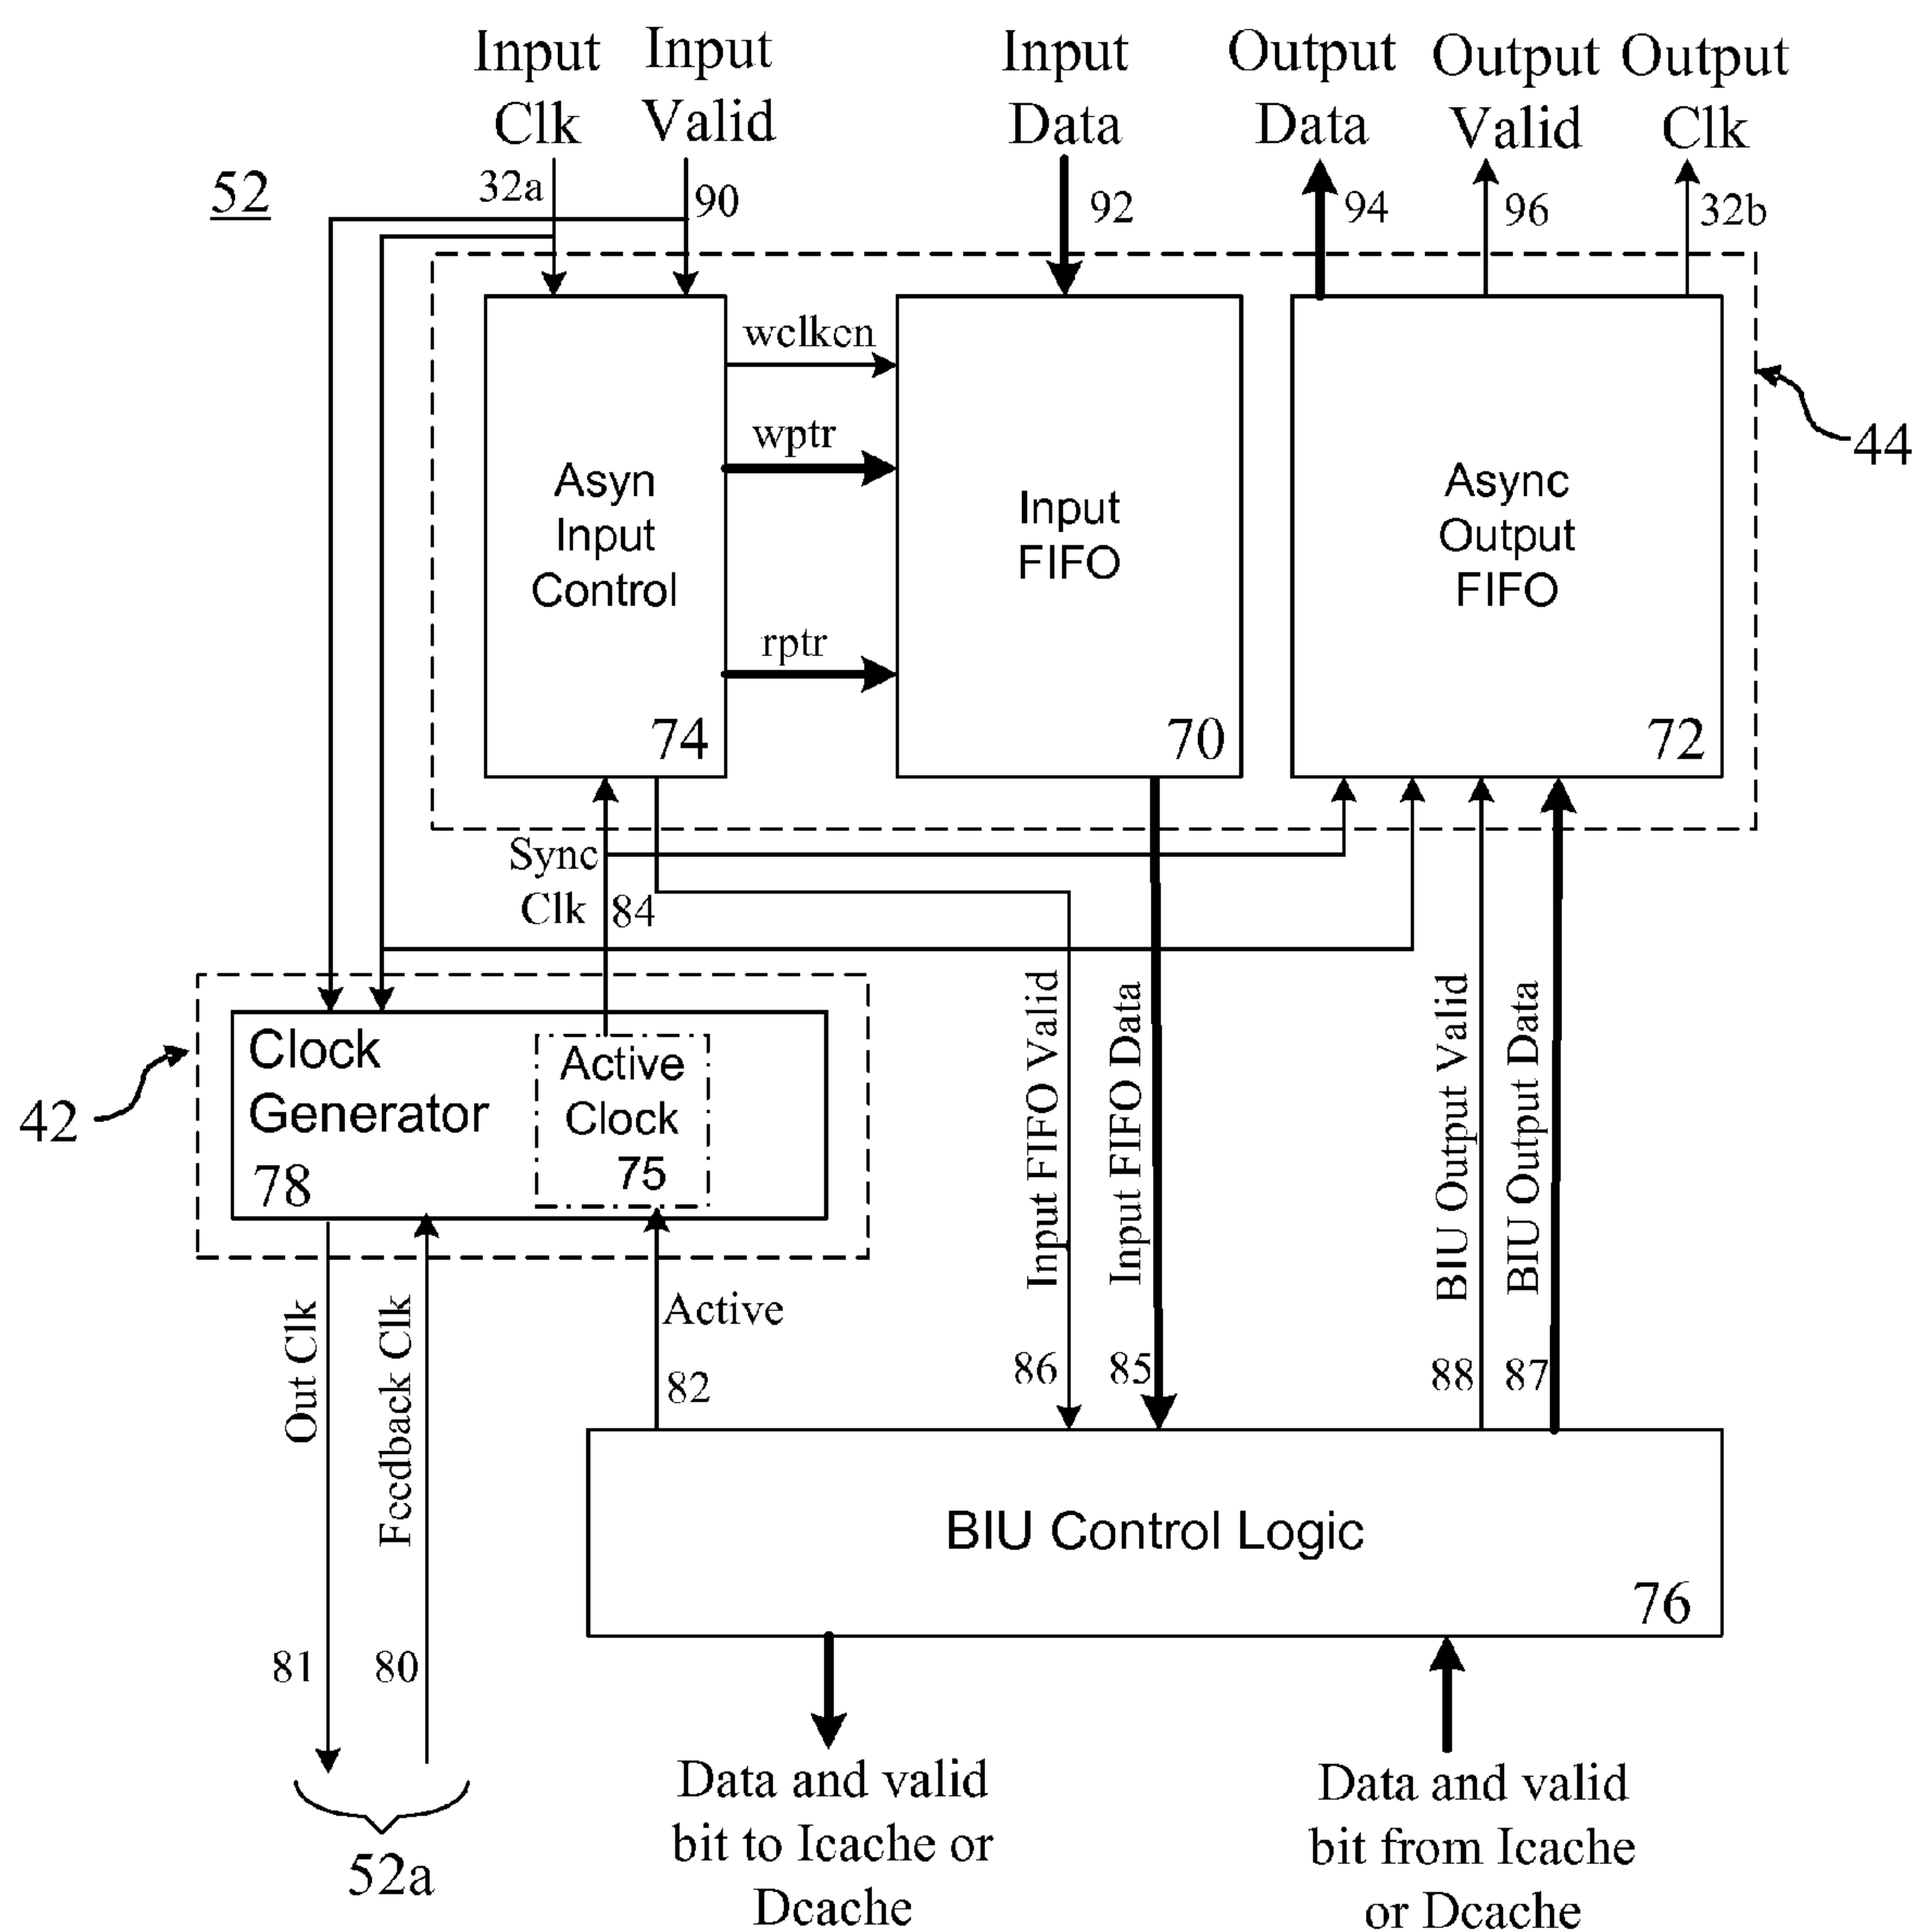 Input
Clk
Input
Valid
Input
Data
Output
Data
Output
Valid
Output
Clk
52
32a
90
92
94
96
32b
44
wclkcn
wptr
rptr
Asyn
Input
Control
74
Input
FIFO
70
Async
Output
FIFO
72
Sync
Clk
84
42
Clock
Generator
78
Active
Clock
75
Out Clk
81
Fccdback Clk
80
Active
82
Input FIFO Valid
86
Input FIFO Data
85
BIU Output Valid
88
BIU Output Data
87
BIU Control Logic
76
52a
Data and valid
bit to Icache or
Dcache
Data and valid
bit from Icache
or Dcache